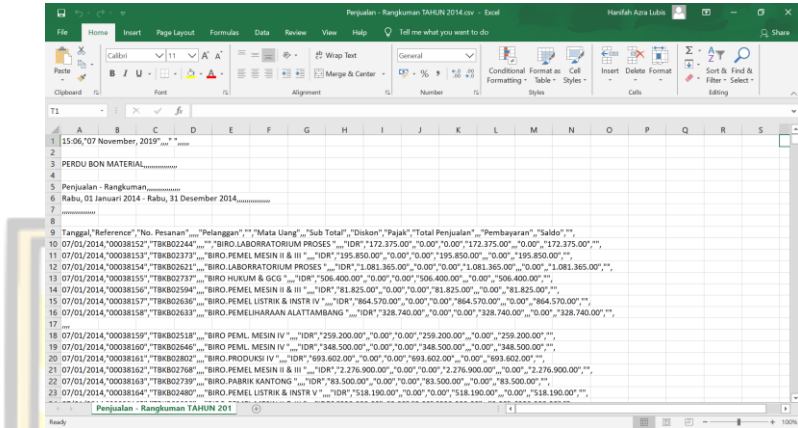 Penjualan - Rangkuman TAHUN 2014.csv - Excel
Hanifah Azra Lubis
File Home Insert Page Layout Formulas Data Review View Help Tell me what you want to do Share
Calibri 11 Wrap Text General
Paste B I U Merge & Center Conditional Formatting Format as Table Cell Styles Insert Delete Format Sort & Filter Find & Select
Clipboard Font Alignment Number Styles Cells Editing
T1 fx
A B C D E F G H I J K L M N O P Q R S
1 15:06,"07 November, 2019",,,," ",,,,,,
2
3 PERDU BON MATERIAL,,,,,,,,,,,,,,,,
4
5 Penjualan - Rangkuman,,,,,,,,,,,,,,,,
6 Rabu, 01 Januari 2014 - Rabu, 31 Desember 2014,,,,,,,,,,,,,,,,
7 ,,,,,,,,,,,,,,,,
8
9 Tanggal,"Reference","No. Pesanan",,,,"Pelanggan","","Mata Uang",,"Sub Total",,"Diskon","Pajak","Total Penjualan",,,"Pembayaran",,"Saldo","",
10 07/01/2014,"00038152","TBKB02244",,,,"","BIRO.LABORRATORIUM PROSES ",,,,"IDR","172.375.00",,"0.00","0.00","172.375.00",,,"0.00",,"172.375.00","",
11 07/01/2014,"00038153","TBKB02373",,,,"BIRO.PEMEL MESIN II & III ",,,,"IDR","195.850.00",,"0.00","0.00","195.850.00",,,"0.00",,"195.850.00","",
12 07/01/2014,"00038154","TBKB02621",,,,"BIRO.LABORRATORIUM PROSES ",,,,"IDR","1.081.365.00",,"0.00","0.00","1.081.365.00",,,"0.00",,"1.081.365.00","",
13 07/01/2014,"00038155","TBKB02737",,,,"BIRO HUKUM & GCG ",,,,"IDR","506.400.00",,"0.00","0.00","506.400.00",,,"0.00",,"506.400.00","",
14 07/01/2014,"00038156","TBKB02594",,,,"BIRO.PEMEL MESIN II & III ",,,,"IDR","81.825.00",,"0.00","0.00","81.825.00",,,"0.00",,"81.825.00","",
15 07/01/2014,"00038157","TBKB02636",,,,"BIRO.PEMEL LISTRIK & INSTR IV ",,,,"IDR","864.570.00",,"0.00","0.00","864.570.00",,,"0.00",,"864.570.00","",
16 07/01/2014,"00038158","TBKB02633",,,,"BIRO.PEMELIHARAAN ALATTAMBANG ",,,,"IDR","328.740.00",,"0.00","0.00","328.740.00",,,"0.00",,"328.740.00","",
17 ,,,,
18 07/01/2014,"00038159","TBKB02518",,,,"BIRO PEML. MESIN IV ",,,,"IDR","259.200.00",,"0.00","0.00","259.200.00",,,"0.00",,"259.200.00","",
19 07/01/2014,"00038160","TBKB02646",,,,"BIRO PEML. MESIN IV ",,,,"IDR","348.500.00",,"0.00","0.00","348.500.00",,,"0.00",,"348.500.00","",
20 07/01/2014,"00038161","TBKB02802",,,,"BIRO.PRODUKSI IV ",,,,"IDR","693.602.00",,"0.00","0.00","693.602.00",,,"0.00",,"693.602.00","",
21 07/01/2014,"00038162","TBKB02768",,,,"BIRO.PEMEL MESIN II & III ",,,,"IDR","2.276.900.00",,"0.00","0.00","2.276.900.00",,,"0.00",,"2.276.900.00","",
22 07/01/2014,"00038163","TBKB02739",,,,"BIRO.PABRIK KANTONG ",,,,"IDR","83.500.00",,"0.00","0.00","83.500.00",,,"0.00",,"83.500.00","",
23 07/01/2014,"00038164","TBKB02480",,,,"BIRO.PEMEL LISTRIK & INSTR V ",,,,"IDR","518.190.00",,"0.00","0.00","518.190.00",,,"0.00",,"518.190.00","",
Penjualan - Rangkuman TAHUN 201
Ready 100%